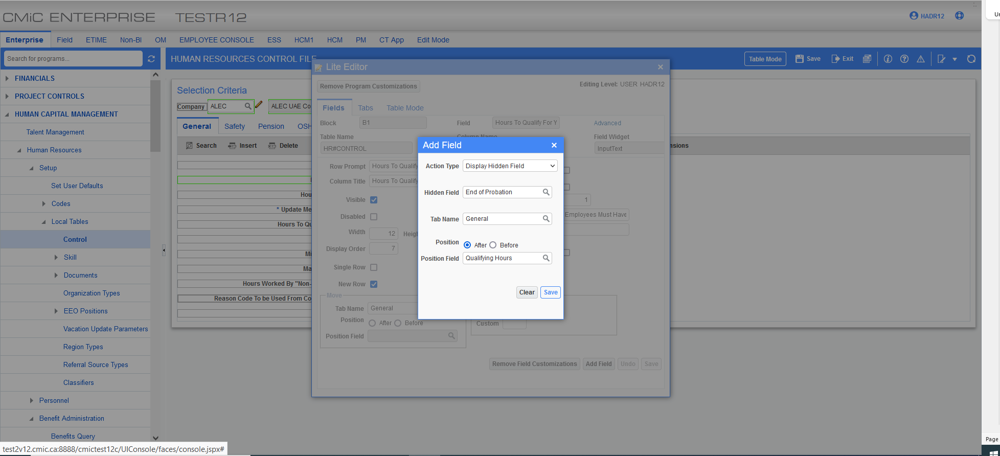 CMiC ENTERPRISE TESTR12
HADR12
Un
Enterprise Field ETIME Non-BI OM EMPLOYEE CONSOLE ESS HCM1 HCM PM CT App Edit Mode
Search for programs...
HUMAN RESOURCES CONTROL FILE
Table Mode Save Exit
FINANCIALS
PROJECT CONTROLS
HUMAN CAPITAL MANAGEMENT
Talent Management
Human Resources
Setup
Set User Defaults
Codes
Local Tables
Control
Skill
Documents
Organization Types
EEO Positions
Vacation Update Parameters
Region Types
Referral Source Types
Classifiers
Personnel
Benefit Administration
Benefits Query
test2v12.cmic.ca:8888/cmictest12c/UIConsole/faces/console.jspx#
Selection Criteria
Company ALEC ALEC UAE Co
General Safety Pension OSH
Search Insert Delete
nsions
Hou
* Update Me
Hours To Qu
Mi
Ma
Hours Worked By "Non-
Reason Code To be Used From Co
Lite Editor
Remove Program Customizations
Editing Level: USER HADR12
Fields Tabs Table Mode
Block B1 Field Hours To Qualify For Y Advanced
Table Name Column Name Field Widget
HR#CONTROL InputText
Row Prompt Hours To Qualify
Column Title Hours To Qualify
Visible 1
Disabled Employees Must Have
Width 12 Heigh
Display Order 7
Single Row
New Row
Move
Tab Name General
Position After Before
Custom
Position Field
Remove Field Customizations Add Field Undo Save
Add Field
Action Type Display Hidden Field
Hidden Field End of Probation
Tab Name General
Position After Before
Position Field Qualifying Hours
Clear Save
Page